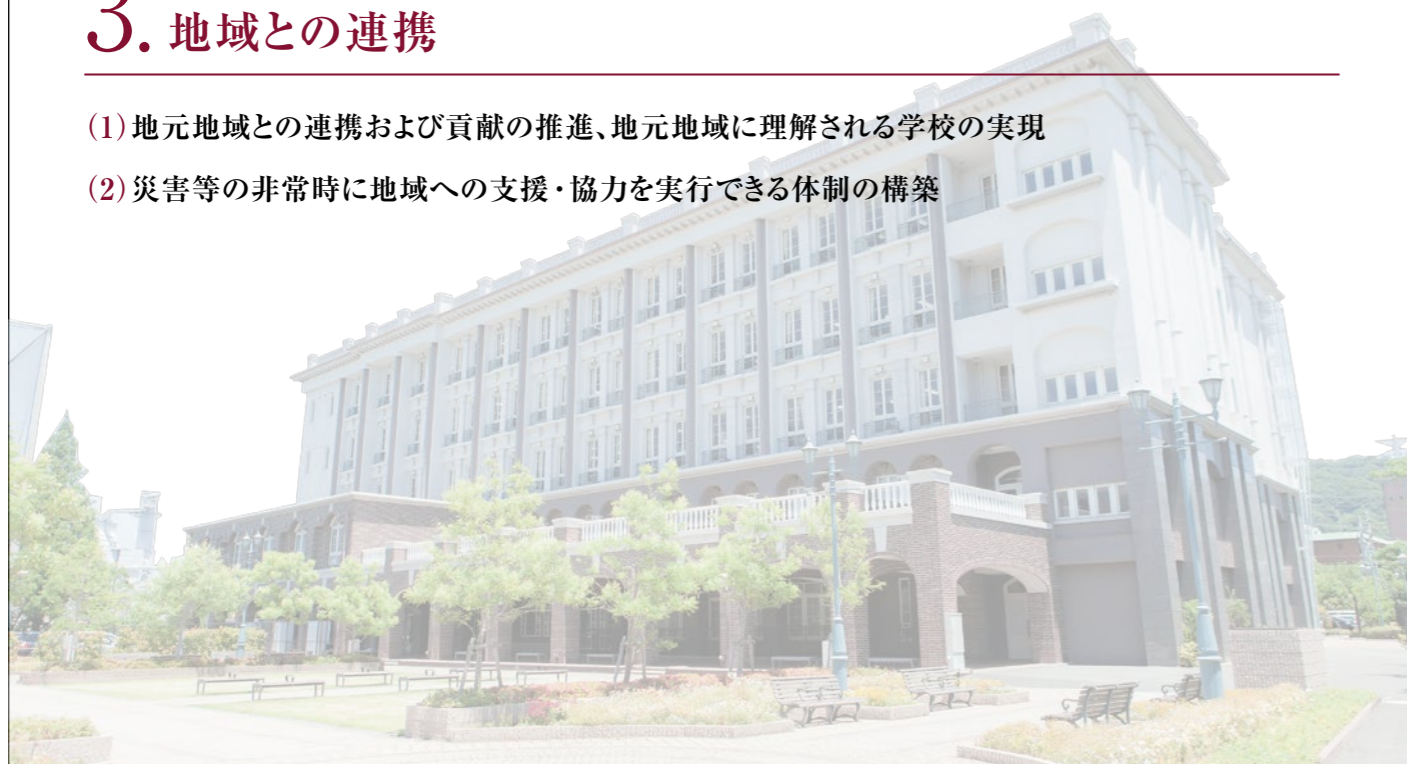 3. 地域との連携
(1)地元地域との連携および貢献の推進、地元地域に理解される学校の実現
(2)災害等の非常時に地域への支援・協力を実行できる体制の構築